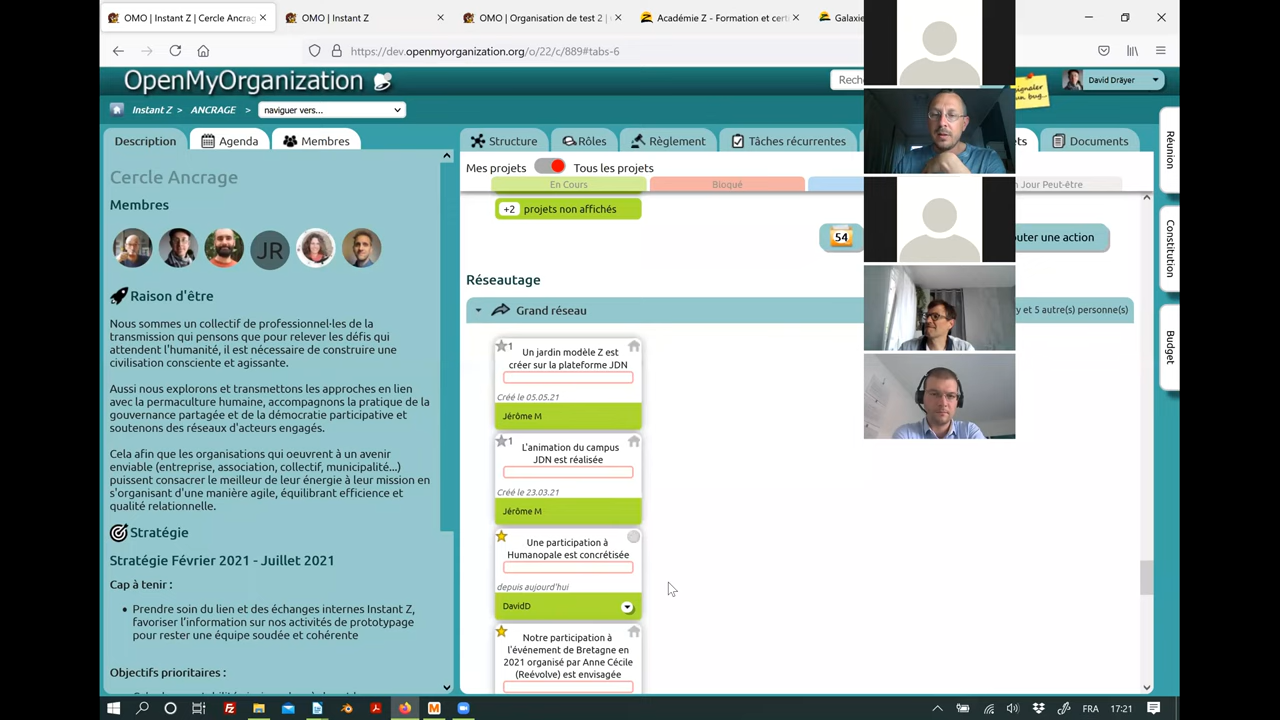 OMO | Instant Z | Cercle Ancrag
OMO | Instant Z
OMO | Organisation de test 2 |
Académie Z - Formation et cert
Galaxie
https://dev.openmyorganization.org/o/22/c/889#tabs-6
OpenMyOrganization
Reche
signaler
un bug...
David Dräyer
Instant Z > ANCRAGE >
naviguer vers...
Description
Agenda
Membres
Structure
Rôles
Règlement
Tâches récurrentes
ets
Documents
Réunion
Constitution
Budget
Cercle Ancrage
Membres
JR
Raison d'être
Nous sommes un collectif de professionnel·les de la
transmission qui pensons que pour relever les défis qui
attendent l'humanité, il est nécessaire de construire une
civilisation consciente et agissante.
Aussi nous explorons et transmettons les approches en lien
avec la permaculture humaine, accompagnons la pratique de la
gouvernance partagée et de la démocratie participative et
soutenons des réseaux d'acteurs engagés.
Cela afin que les organisations qui oeuvrent à un avenir
enviable (entreprise, association, collectif, municipalité...)
puissent consacrer le meilleur de leur énergie à leur mission en
s'organisant d'une manière agile, équilibrant efficience et
qualité relationnelle.
Stratégie
Stratégie Février 2021 - Juillet 2021
Cap à tenir :
• Prendre soin du lien et des échanges internes Instant Z,
favoriser l'information sur nos activités de prototypage
pour rester une équipe soudée et cohérente
Objectifs prioritaires :
Mes projets
Tous les projets
En Cours
Bloqué
n Jour Peut-être
+2 projets non affichés
54
outer une action
Réseautage
Grand réseau
y et 5 autre(s) personne(s)
1
Un jardin modèle Z est
créer sur la plateforme JDN
Créé le 05.05.21
Jérôme M
1
L'animation du campus
JDN est réalisée
Créé le 23.03.21
Jérôme M
Une participation à
Humanopale est concrétisée
depuis aujourd'hui
DavidD
Notre participation à
l'événement de Bretagne en
2021 organisé par Anne Cécile
(Reévolve) est envisagée
FRA
17:21